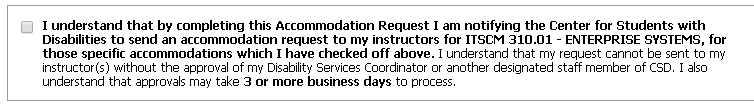 I understand that by completing this Accommodation Request I am notifying the Center for Students with
Disabilities to send an accommodation request to my instructors for ITSCM 310.01 - ENTERPRISE SYSTEMS, for
those specific accommodations which I have checked off above. I understand that my request cannot be sent to my
instructor(s) without the approval of my Disability Services Coordinator or another designated staff member of CSD. I also
understand that approvals may take 3 or more business days to process.